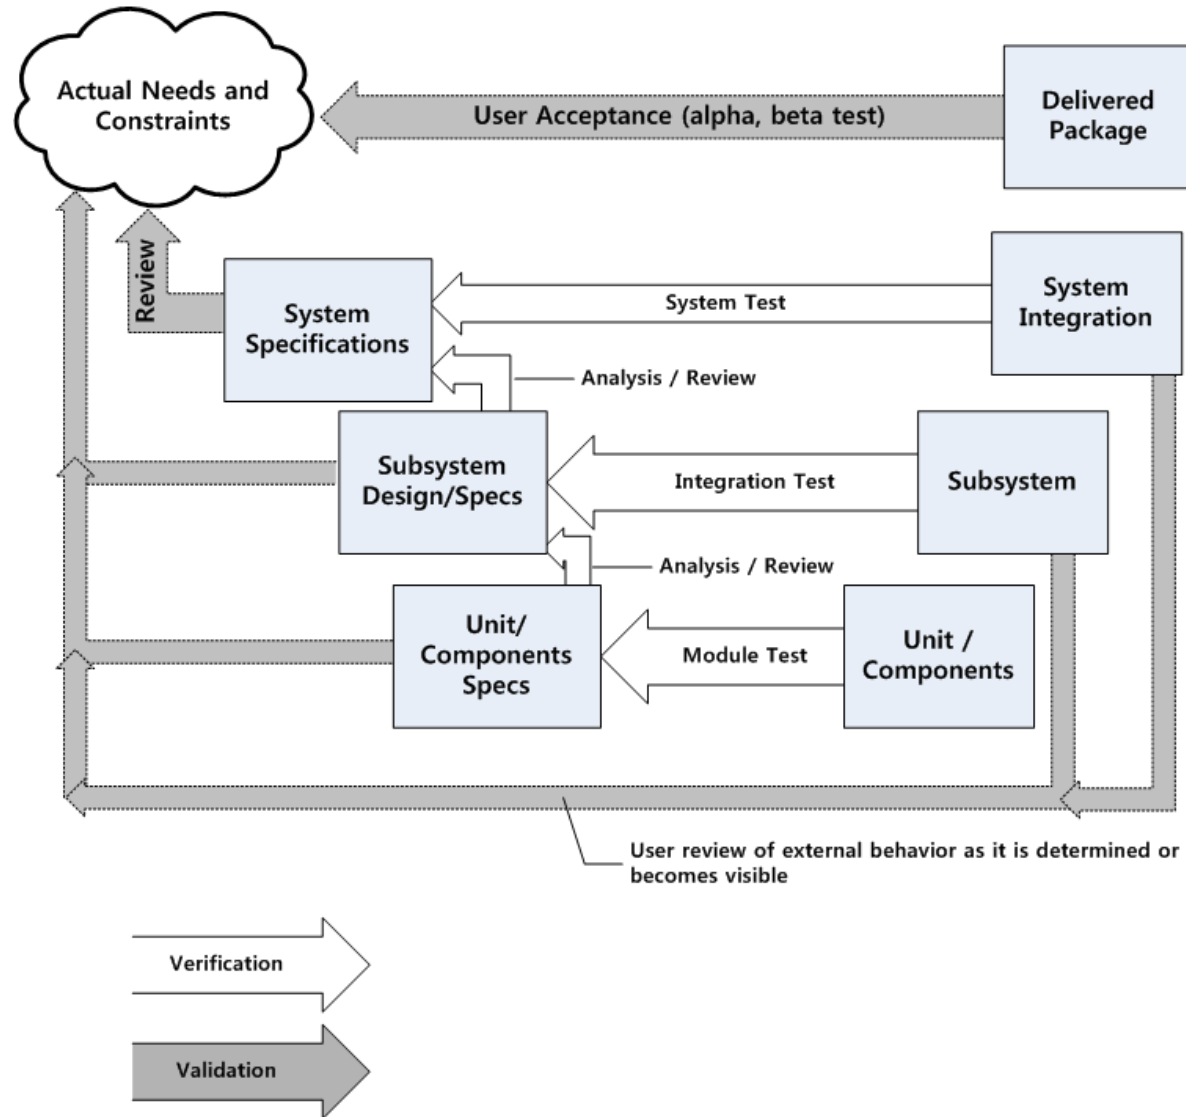 Actual Needs and
Constraints
User Acceptance (alpha, beta test)
Delivered
Package
Review
System
Specifications
System Test
System
Integration
Analysis / Review
Subsystem
Design/Specs
Integration Test
Subsystem
Analysis / Review
Unit/
Components
Specs
Module Test
Unit /
Components
User review of external behavior as it is determined or
becomes visible
Verification
Validation